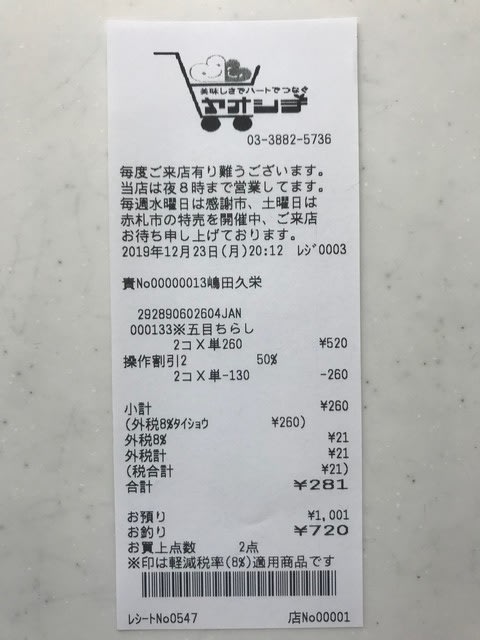 美味しさでハートでつなぐ
ヤオシチ
03-3882-5736
毎度ご来店有り難うございます。
当店は夜8時まで営業してます。
毎週水曜日は感謝市、土曜日は
赤札市の特売を開催中、ご来店
お待ち申し上げております。
2019年12月23日(月)20:12 レジ0003
責No00000013嶋田久栄
292890602604JAN
000133※五目ちらし
2コX単260 ¥520
操作割引2 50%
2コX単-130 -260
小計 ¥260
(外税8%タイショウ ¥260)
外税8% ¥21
外税計 ¥21
(税合計 ¥21)
合計 ¥281
お預り ¥1,001
お釣り ¥720
お買上点数 2点
※印は軽減税率(8%)適用商品です
レシートNo0547 店No00001